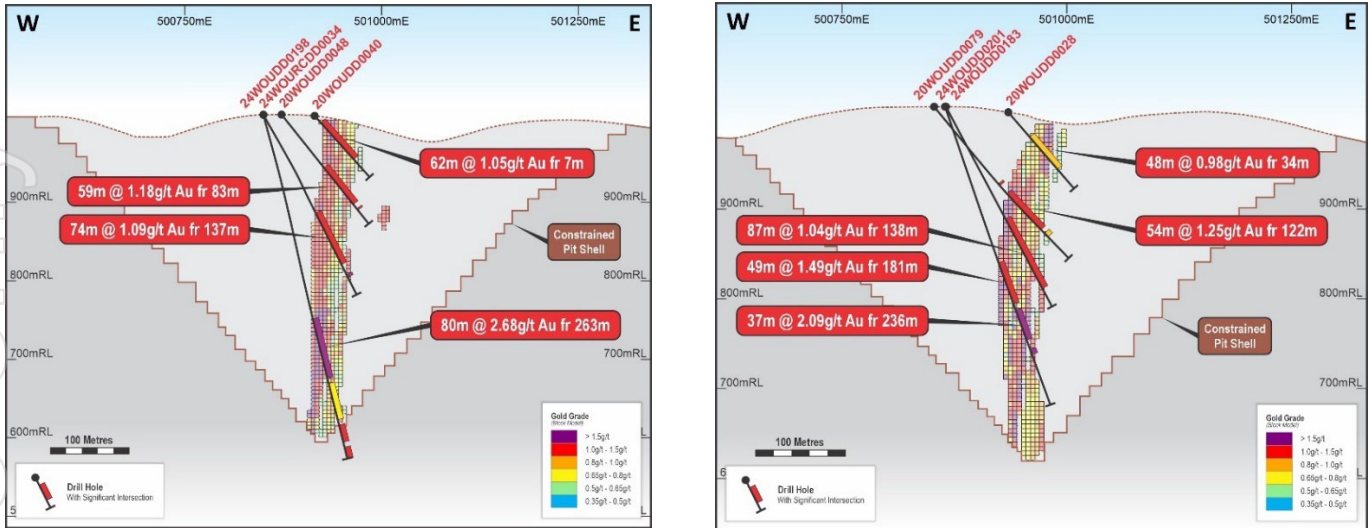 W
500750mE
501000mE
501250mE
E
24WOUDD0198
24WOURCDD0034
20WOUDD0048
20WOUDD0040
62m @ 1.05g/t Au fr 7m
59m @ 1.18g/t Au fr 83m
74m @ 1.09g/t Au fr 137m
80m @ 2.68g/t Au fr 263m
Constrained
Pit Shell
900mRL
900mRL
800mRL
800mRL
700mRL
700mRL
600mRL
100 Metres
Drill Hole
With Significant Intersection
Gold Grade
(Block Model)
> 1.5g/t
1.0g/t - 1.5g/t
0.8g/t - 1.0g/t
0.65g/t - 0.8g/t
0.5g/t - 0.65g/t
0.35g/t - 0.5g/t
W
500750mE
501000mE
501250mE
E
20WOUDD0079
24WOUDD0201
24WOUDD0183
20WOUDD0028
48m @ 0.98g/t Au fr 34m
54m @ 1.25g/t Au fr 122m
87m @ 1.04g/t Au fr 138m
49m @ 1.49g/t Au fr 181m
37m @ 2.09g/t Au fr 236m
Constrained
Pit Shell
900mRL
900mRL
800mRL
800mRL
700mRL
700mRL
100 Metres
Drill Hole
With Significant Intersection
Gold Grade
(Block Model)
> 1.5g/t
1.0g/t - 1.5g/t
0.8g/t - 1.0g/t
0.65g/t - 0.8g/t
0.5g/t - 0.65g/t
0.35g/t - 0.5g/t